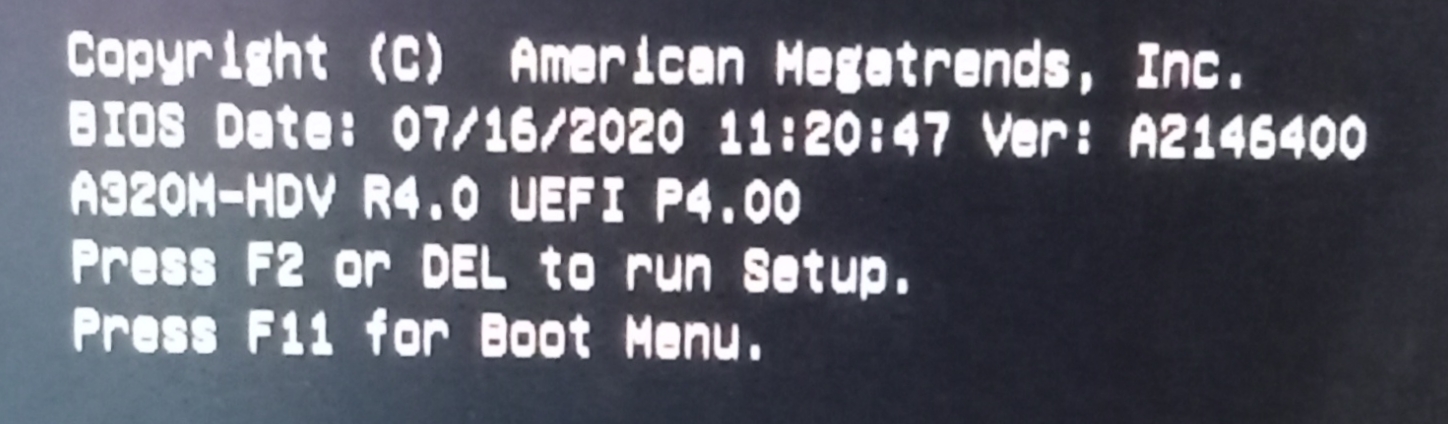 Copyright (C)  American Megatrends, Inc.
BIOS Date: 07/16/2020 11:20:47 Ver: A2146400
A320M-HDV R4.0 UEFI P4.00
Press F2 or DEL to run Setup.
Press F11 for Boot Menu.